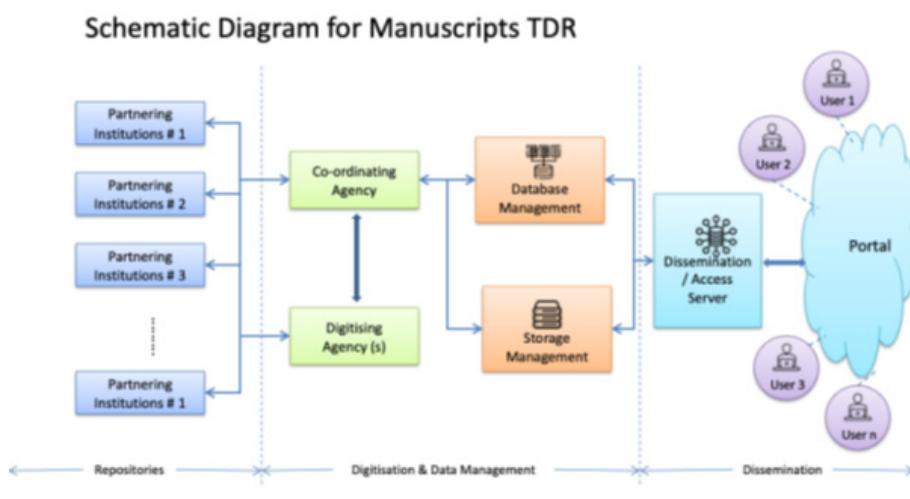 Schematic Diagram for Manuscripts TDR
Partnering
Institutions # 1
Partnering
Institutions # 2
Partnering
Institutions # 3
Partnering
Institutions # 1
Co-ordinating
Agency
Digitising
Agency (s)
Database
Management
Storage
Management
Dissemination
/ Access
Server
Portal
User 1
User 2
User 3
User n
Repositories
Digitisation & Data Management
Dissemination